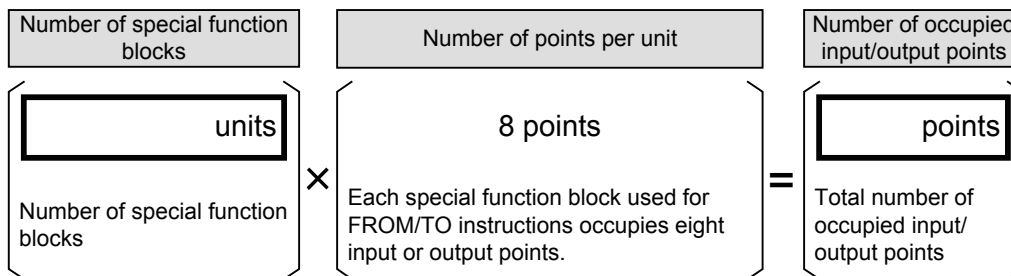 Number of special function
blocks
Number of points per unit
Number of occupied
input/output points
units
8 points
points
×
=
Number of special function
blocks
Each special function block used for
FROM/TO instructions occupies eight
input or output points.
Total number of
occupied input/
output points